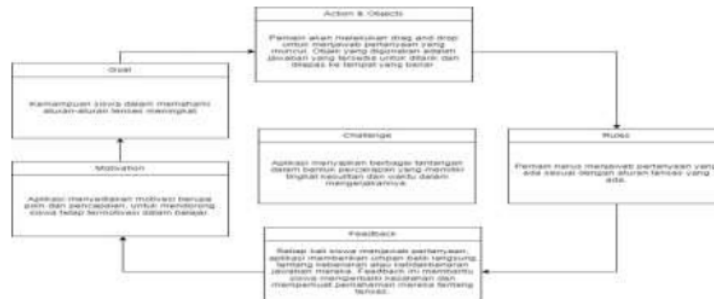 Action & Objects
Pemain akan melakukan drag and drop
untuk menjawab pertanyaan yang
muncul. Objek yang digunakan adalah
jawaban yang tersedia untuk ditarik dan
dilepas ke tempat yang benar
Goal
Kemampuan siswa dalam memahami
aturan-aturan tenses meningkat
Challenge
Aplikasi menyajikan berbagai tantangan
dalam bentuk percakapan yang memiliki
tingkat kesulitan dan waktu dalam
mengerjakannya.
Rules
Pemain harus menjawab pertanyaan yang
ada sesuai dengan aturan tenses yang
ada.
Motivation
Aplikasi menyediakan motivasi berupa
poin dan pencapaian, untuk mendorong
siswa tetap termotivasi dalam belajar
Feedback
Setiap kali siswa menjawab pertanyaan,
aplikasi memberikan umpan balik langsung
tentang kebenaran atau ketidakbenaran
jawaban mereka. Feedback ini membantu
siswa memperbaiki kesalahan dan
memperkuat pemahaman mereka tentang
tenses.